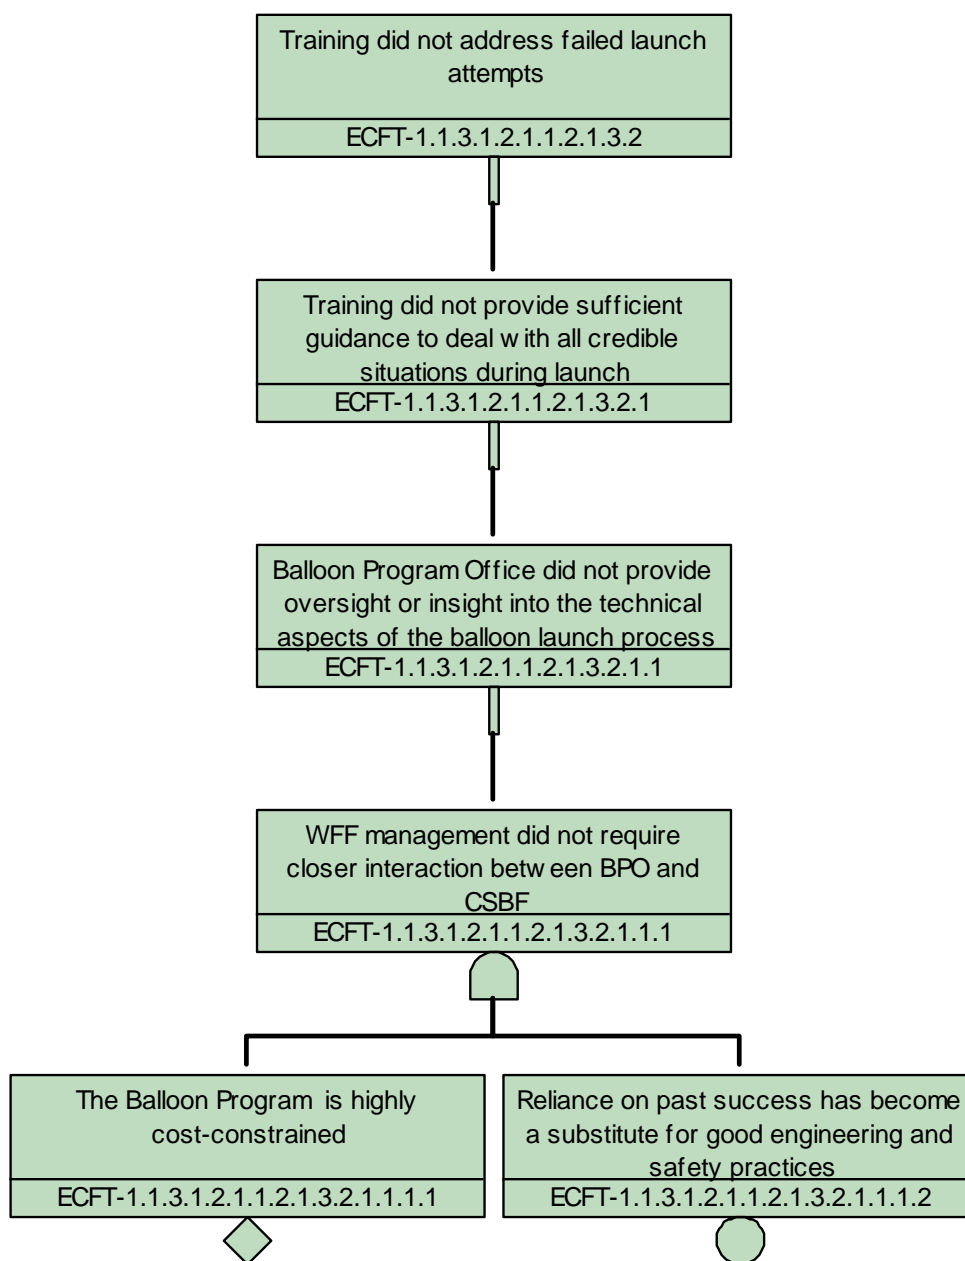 Training did not address failed launch
attempts
ECFT-1.1.3.1.2.1.1.2.1.3.2
Training did not provide sufficient
guidance to deal with all credible
situations during launch
ECFT-1.1.3.1.2.1.1.2.1.3.2.1
Balloon Program Office did not provide
oversight or insight into the technical
aspects of the balloon launch process
ECFT-1.1.3.1.2.1.1.2.1.3.2.1.1
WFF management did not require
closer interaction between BPO and
CSBF
ECFT-1.1.3.1.2.1.1.2.1.3.2.1.1.1
The Balloon Program is highly
cost-constrained
ECFT-1.1.3.1.2.1.1.2.1.3.2.1.1.1.1
Reliance on past success has become
a substitute for good engineering and
safety practices
ECFT-1.1.3.1.2.1.1.2.1.3.2.1.1.1.2